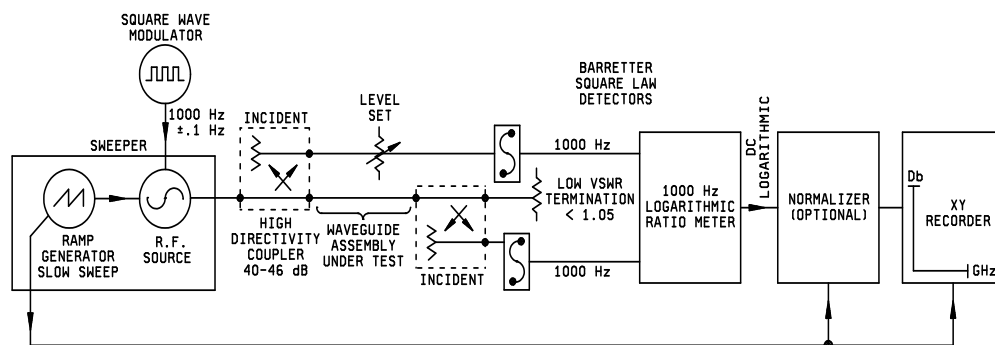 SQUARE WAVE
MODULATOR
1000 Hz
±.1 Hz
SWEEPER
RAMP
GENERATOR
SLOW SWEEP
R.F.
SOURCE
INCIDENT
HIGH
DIRECTIVITY
COUPLER
40-46 dB
LEVEL
SET
WAVEGUIDE
ASSEMBLY
UNDER TEST
INCIDENT
BARRETTER
SQUARE LAW
DETECTORS
1000 Hz
LOW VSWR
TERMINATION
< 1.05
1000 Hz
1000 Hz
LOGARITHMIC
RATIO METER
DC
LOGARITHMIC
NORMALIZER
(OPTIONAL)
Db
XY
RECORDER
GHz